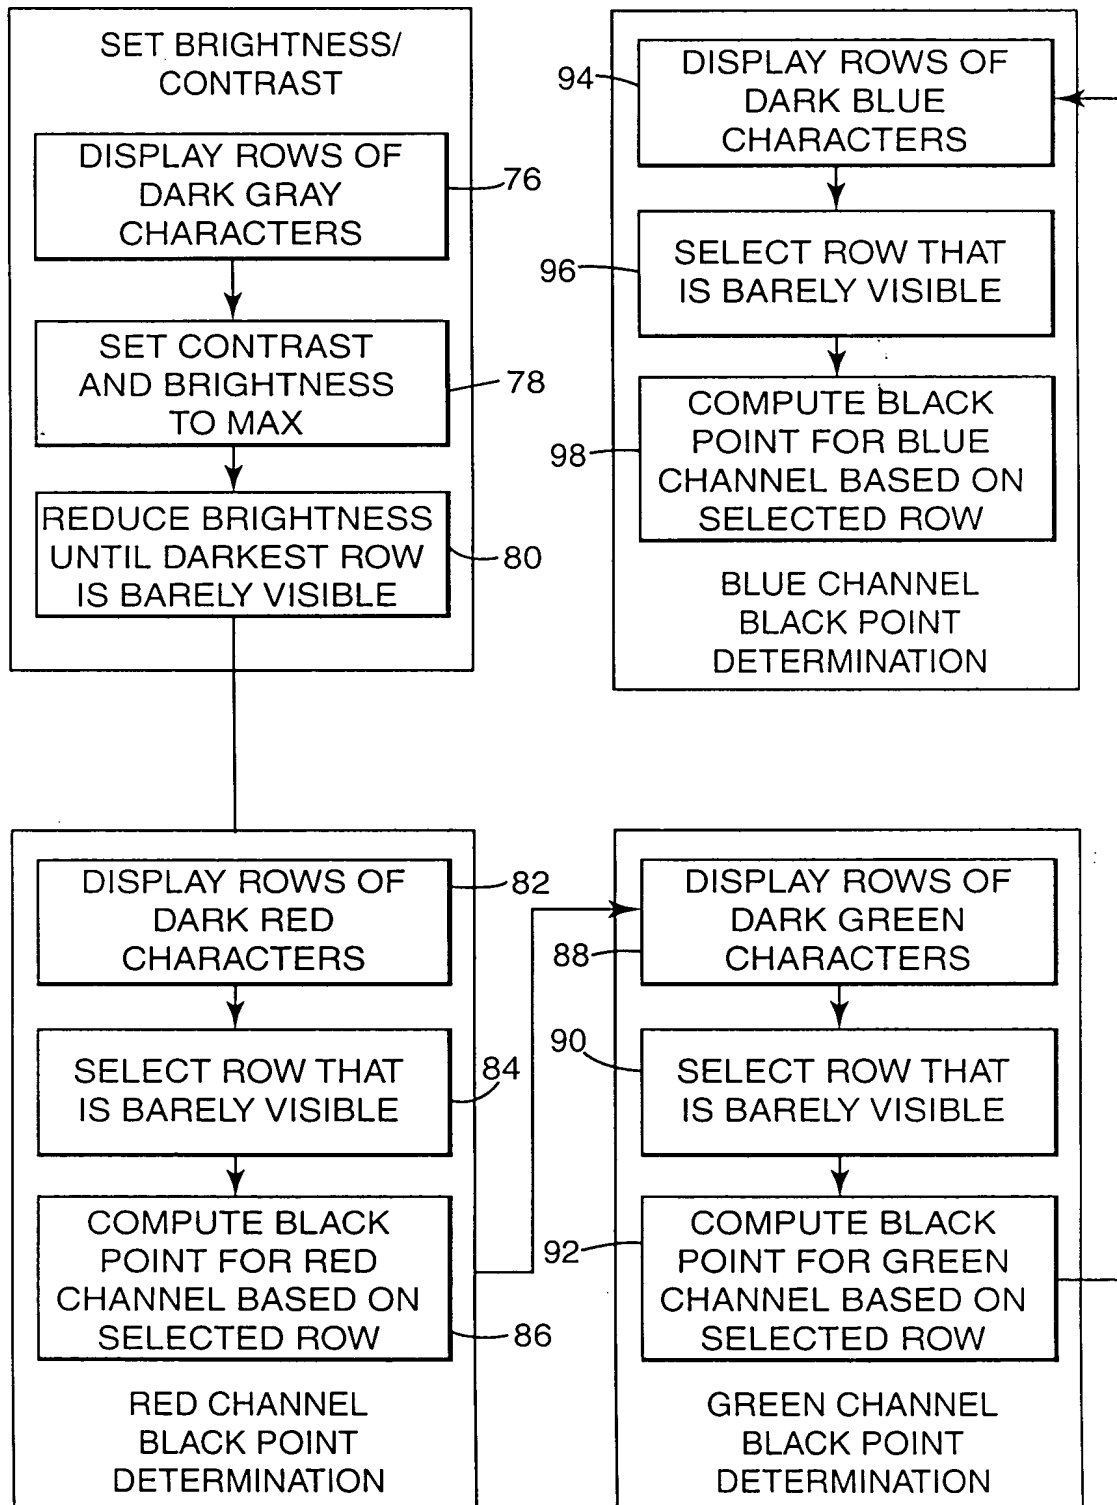 SET BRIGHTNESS/
CONTRAST
DISPLAY ROWS OF
DARK GRAY
CHARACTERS
76
SET CONTRAST
AND BRIGHTNESS
TO MAX
78
REDUCE BRIGHTNESS
UNTIL DARKEST ROW
IS BARELY VISIBLE
80
DISPLAY ROWS OF
DARK RED
CHARACTERS
82
SELECT ROW THAT
IS BARELY VISIBLE
84
COMPUTE BLACK
POINT FOR RED
CHANNEL BASED ON
SELECTED ROW
86
RED CHANNEL
BLACK POINT
DETERMINATION
DISPLAY ROWS OF
DARK GREEN
CHARACTERS
88
SELECT ROW THAT
IS BARELY VISIBLE
90
COMPUTE BLACK
POINT FOR GREEN
CHANNEL BASED ON
SELECTED ROW
92
GREEN CHANNEL
BLACK POINT
DETERMINATION
DISPLAY ROWS OF
DARK BLUE
CHARACTERS
94
SELECT ROW THAT
IS BARELY VISIBLE
96
COMPUTE BLACK
POINT FOR BLUE
CHANNEL BASED ON
SELECTED ROW
98
BLUE CHANNEL
BLACK POINT
DETERMINATION